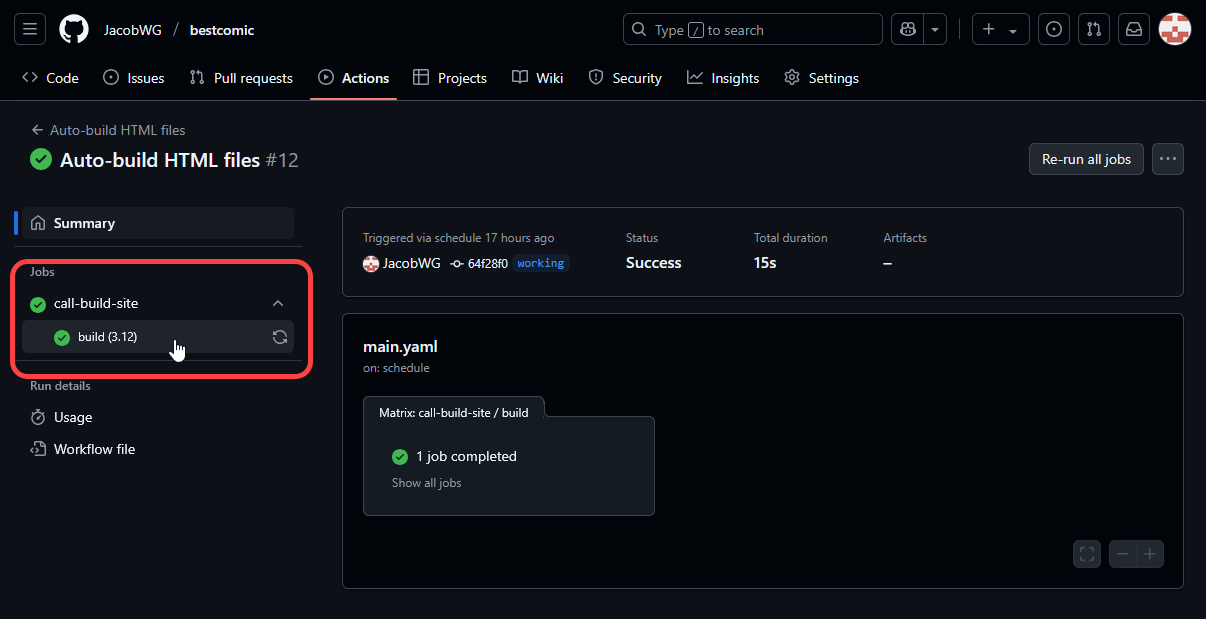 JacobWG / bestcomic
Type / to search
Code
Issues
Pull requests
Actions
Projects
Wiki
Security
Insights
Settings
Auto-build HTML files
Auto-build HTML files #12
Re-run all jobs
Summary
Jobs
call-build-site
build (3.12)
Run details
Usage
Workflow file
Triggered via schedule 17 hours ago
JacobWG 64f28f0 working
Status
Success
Total duration
15s
Artifacts
–
main.yaml
on: schedule
Matrix: call-build-site / build
1 job completed
Show all jobs